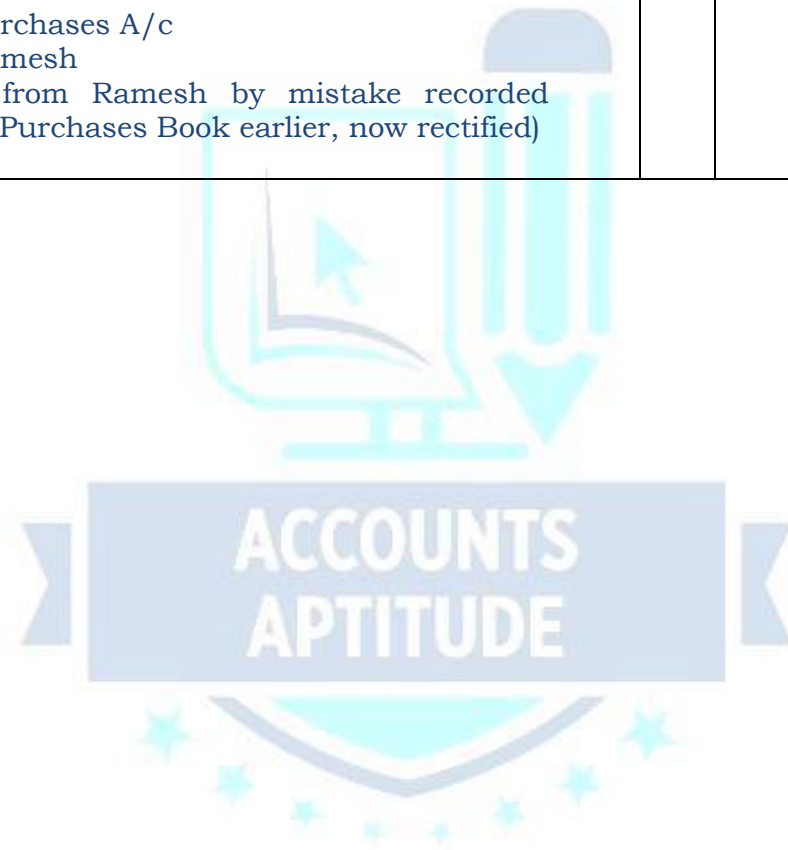 rchases A/c
mesh
from Ramesh by mistake recorded
Purchases Book earlier, now rectified)
ACCOUNTS
APTITUDE